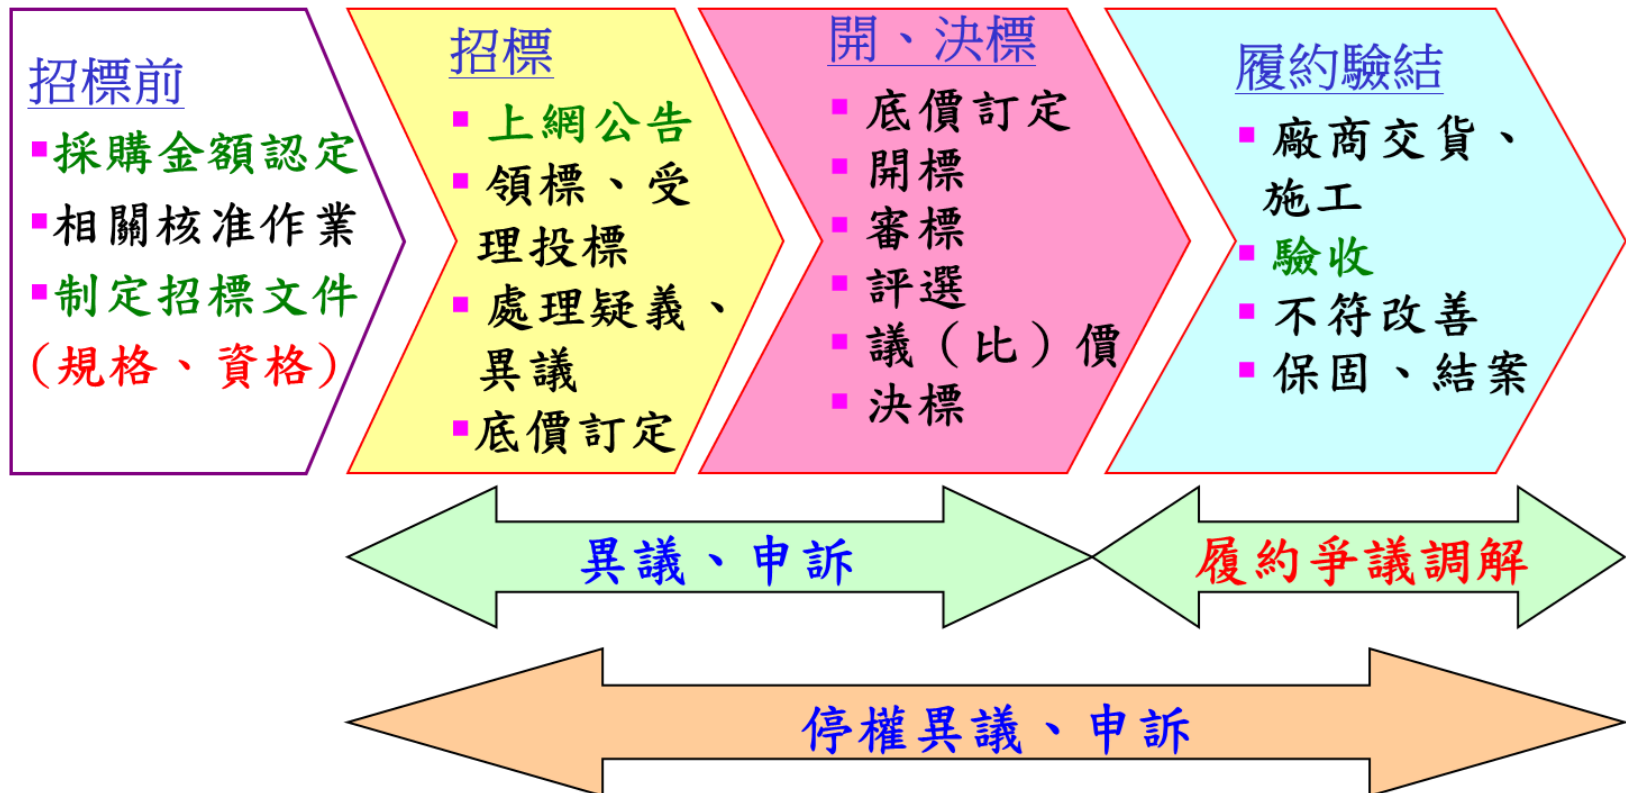 招標前
採購金額認定
相關核准作業
制定招標文件
(規格、資格)
招標
上網公告
領標、受
理投標
處理疑義、
異議
底價訂定
開、決標
底價訂定
開標
審標
評選
議（比）價
決標
履約驗结
廠商交貨、
施工
驗收
不符改善
保固、結案
異議、申訴
履約爭議調解
停權異議、申訴